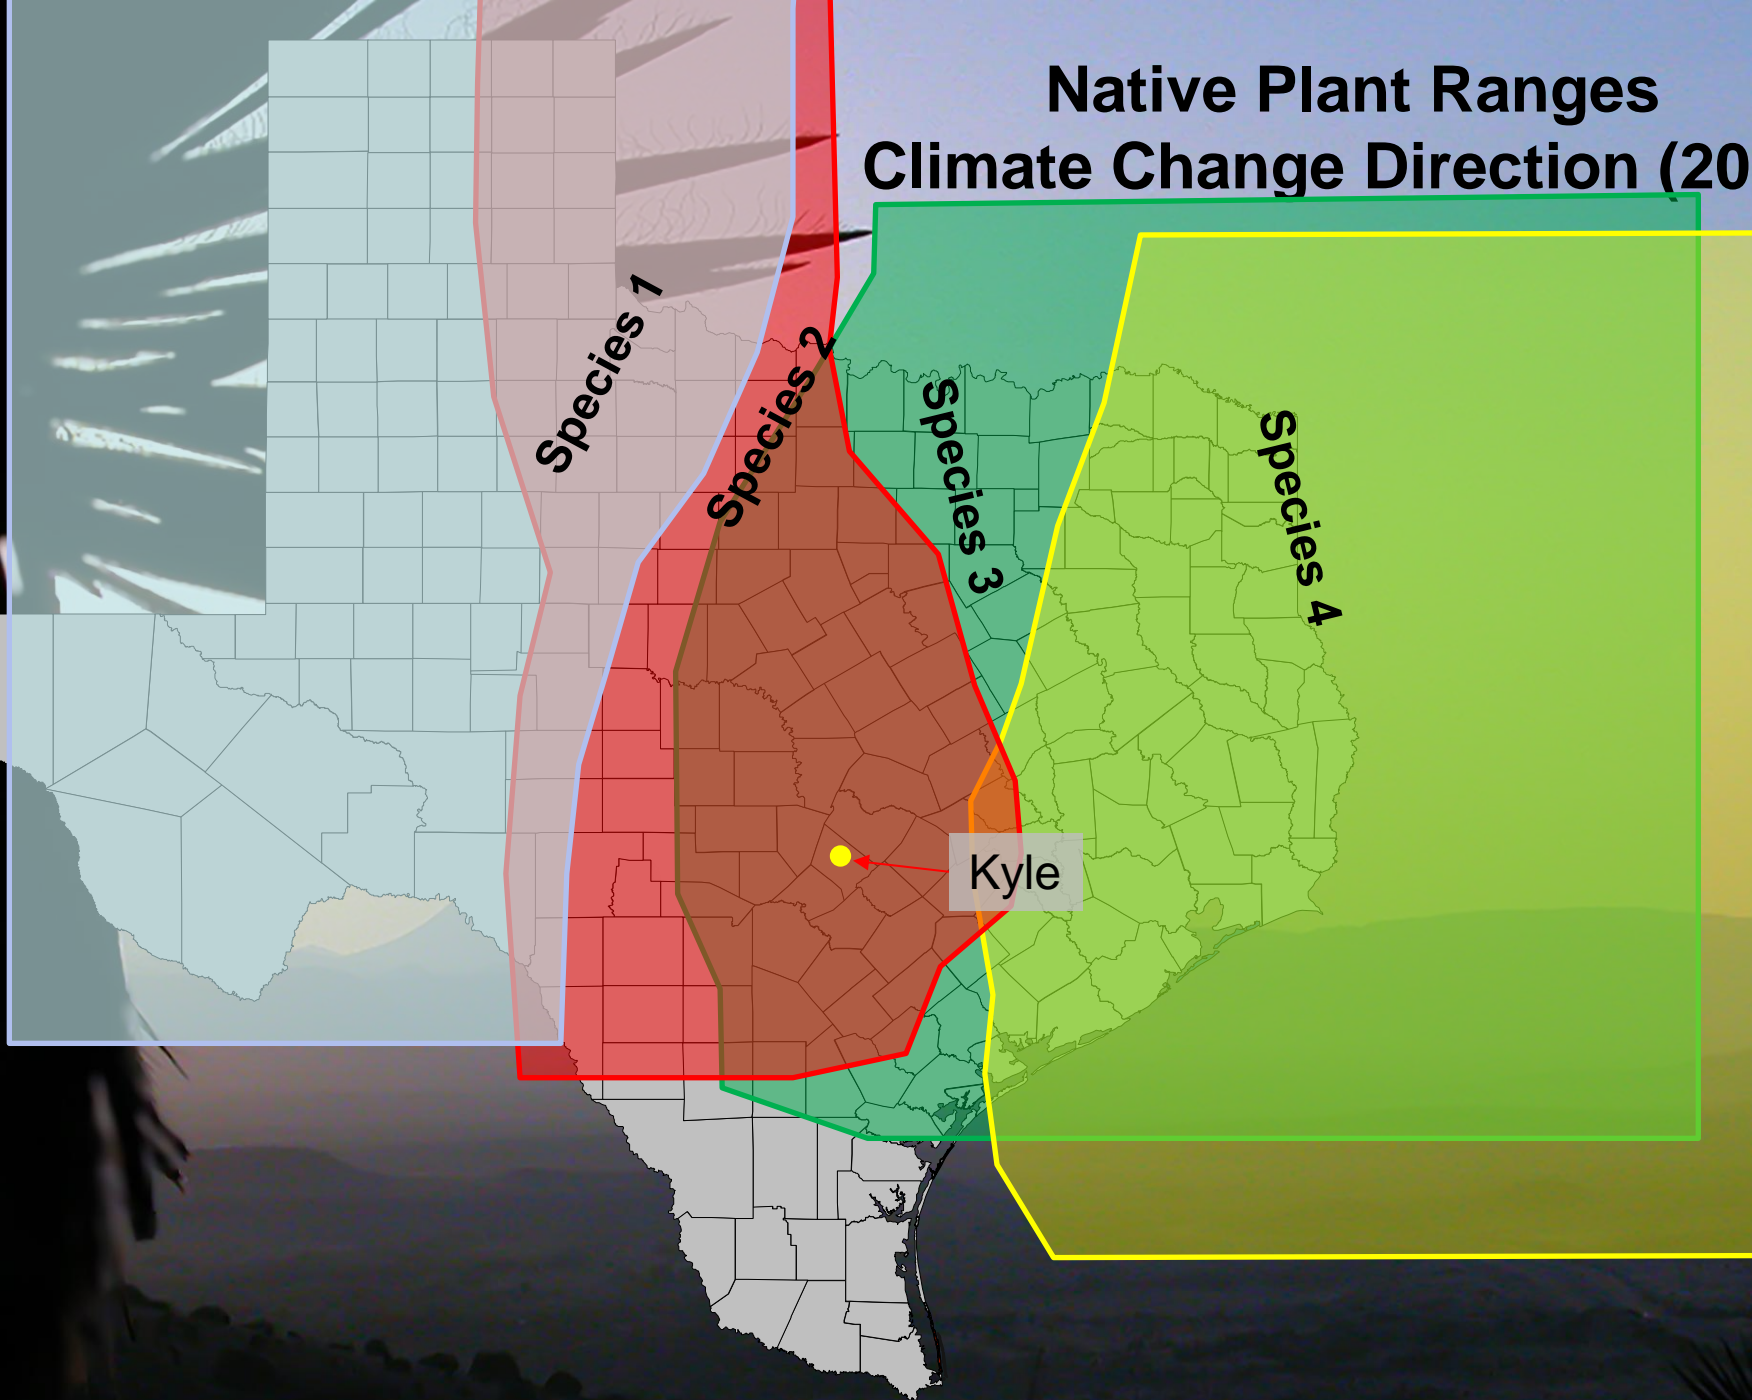 Native Plant Ranges
Climate Change Direction (20
Species 1
Species 2
Species 3
Species 4
Kyle